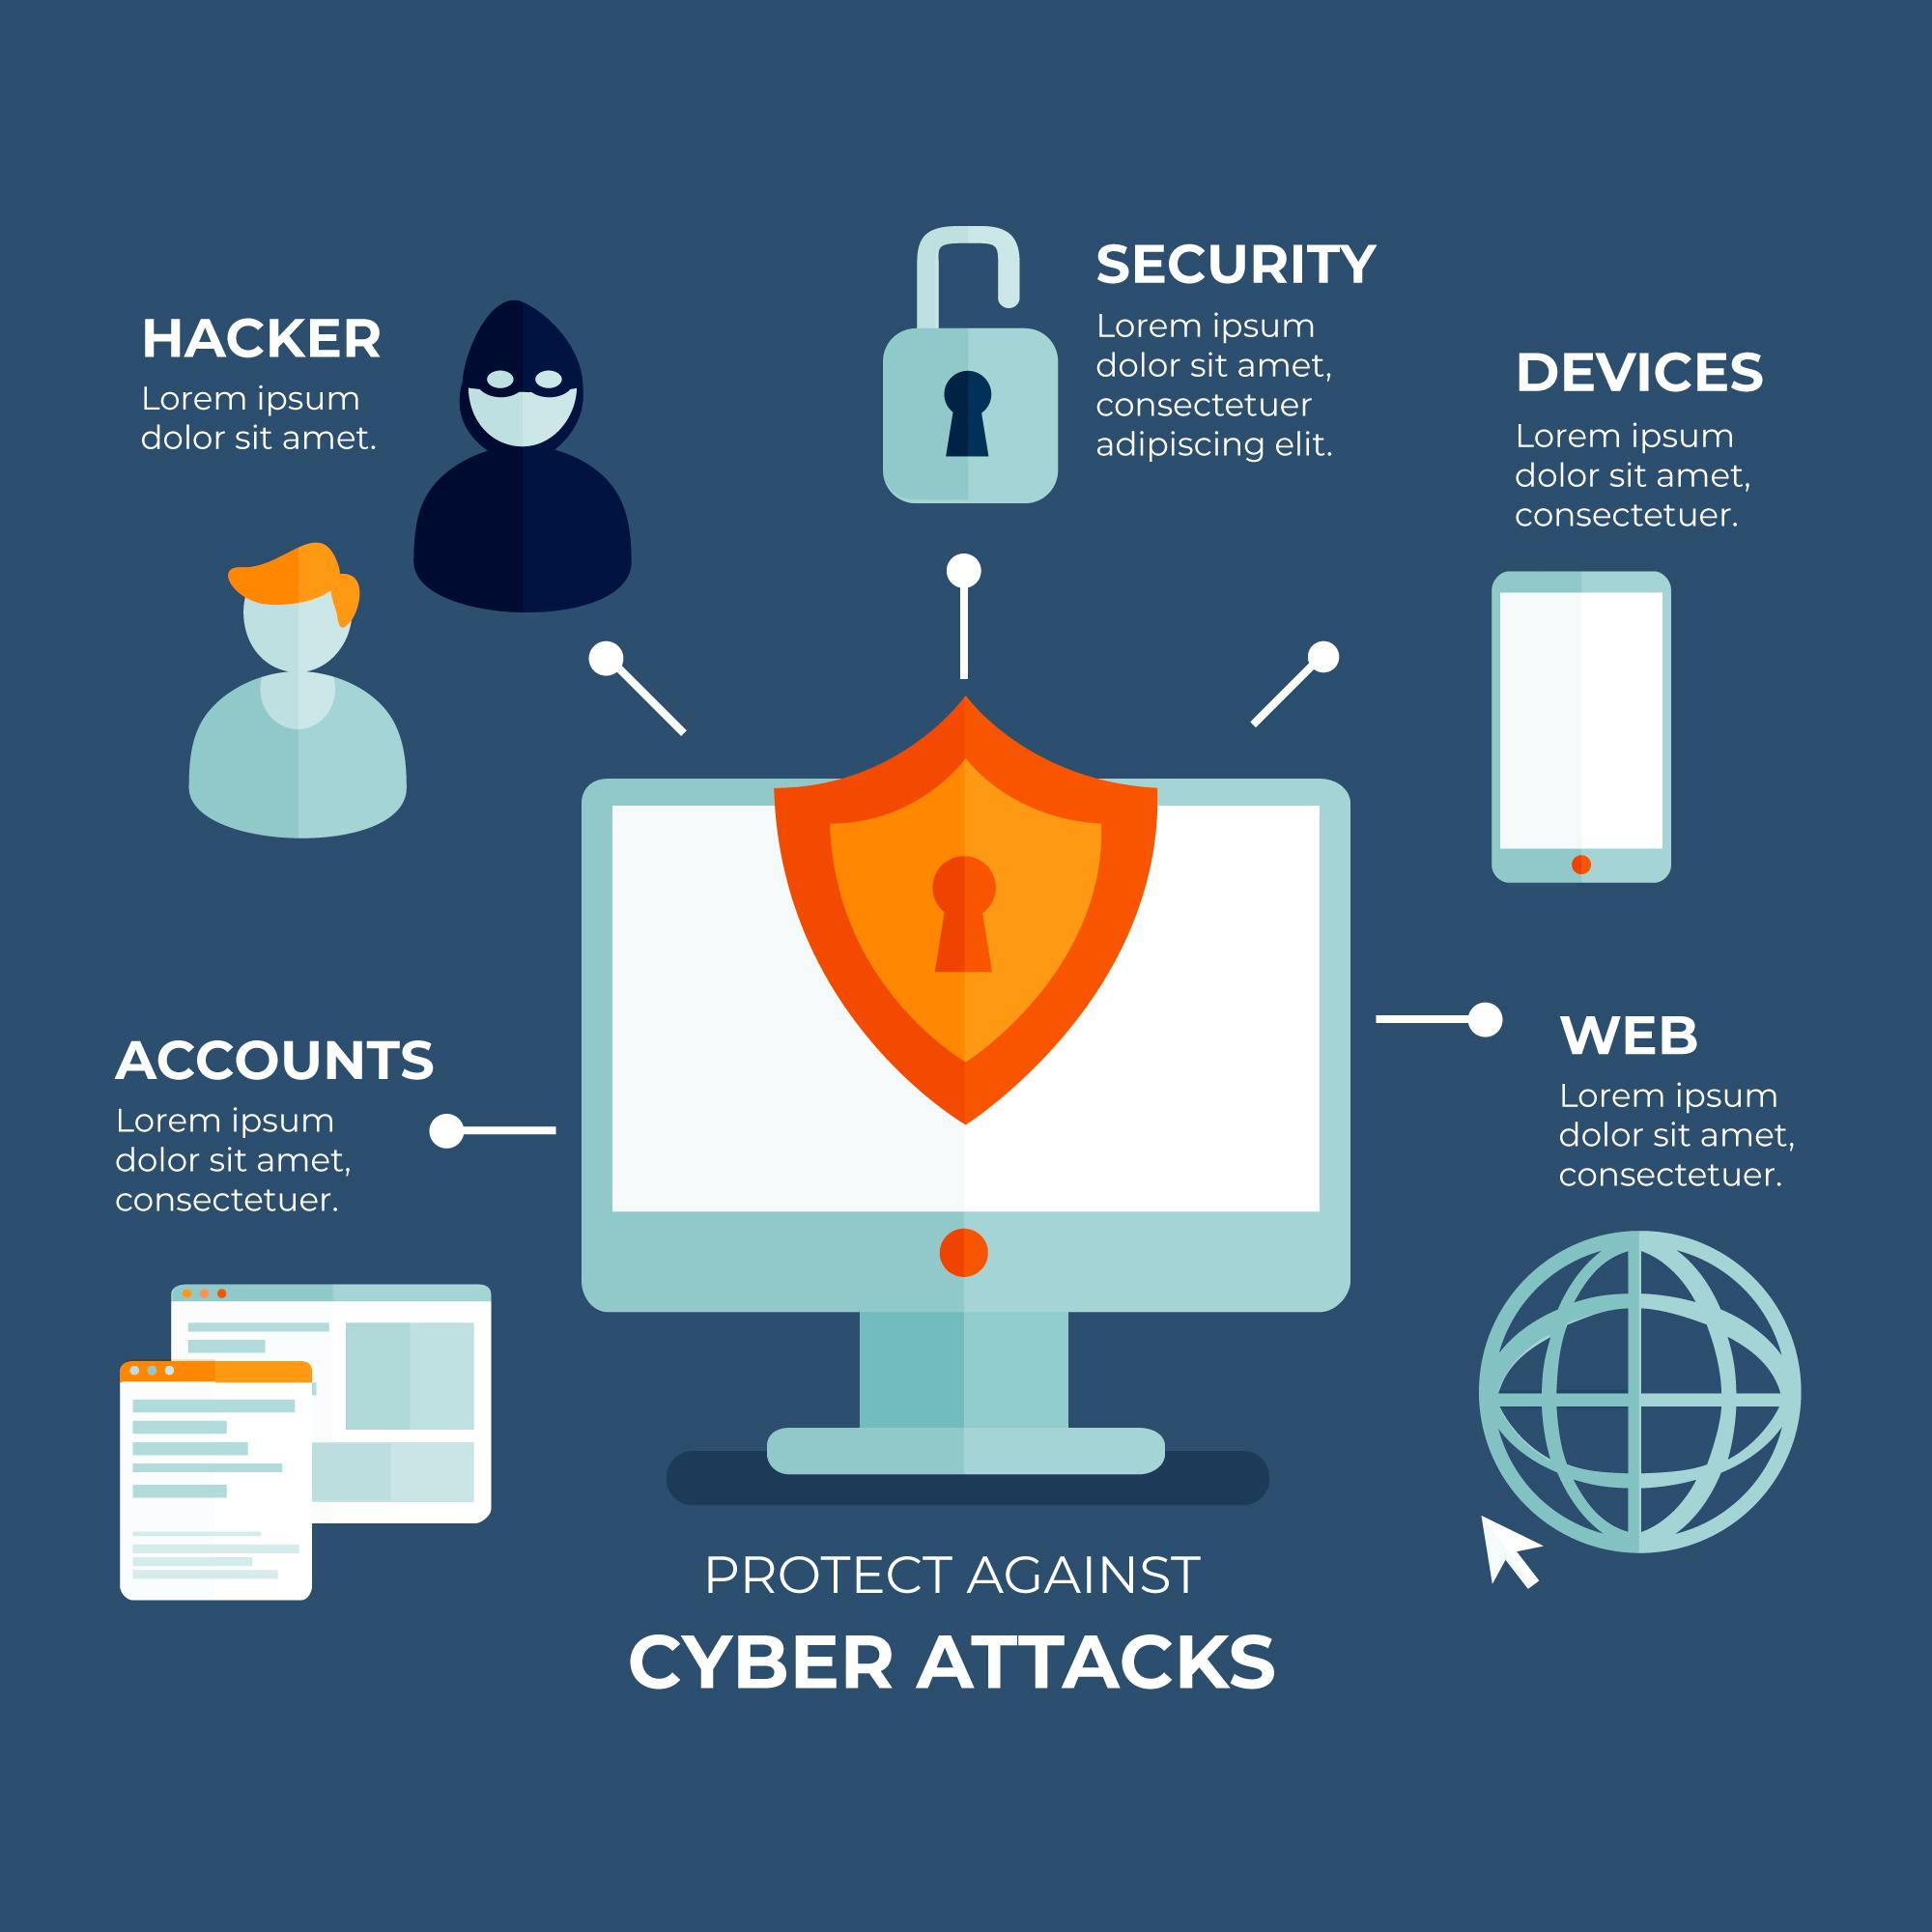 HACKER
Lorem ipsum
dolor sit amet.
SECURITY
Lorem ipsum
dolor sit amet,
consectetuer
adipiscing elit.
DEVICES
Lorem ipsum
dolor sit amet,
consectetuer.
ACCOUNTS
Lorem ipsum
dolor sit amet,
consectetuer.
WEB
Lorem ipsum
dolor sit amet,
consectetuer.
PROTECT AGAINST
CYBER ATTACKS